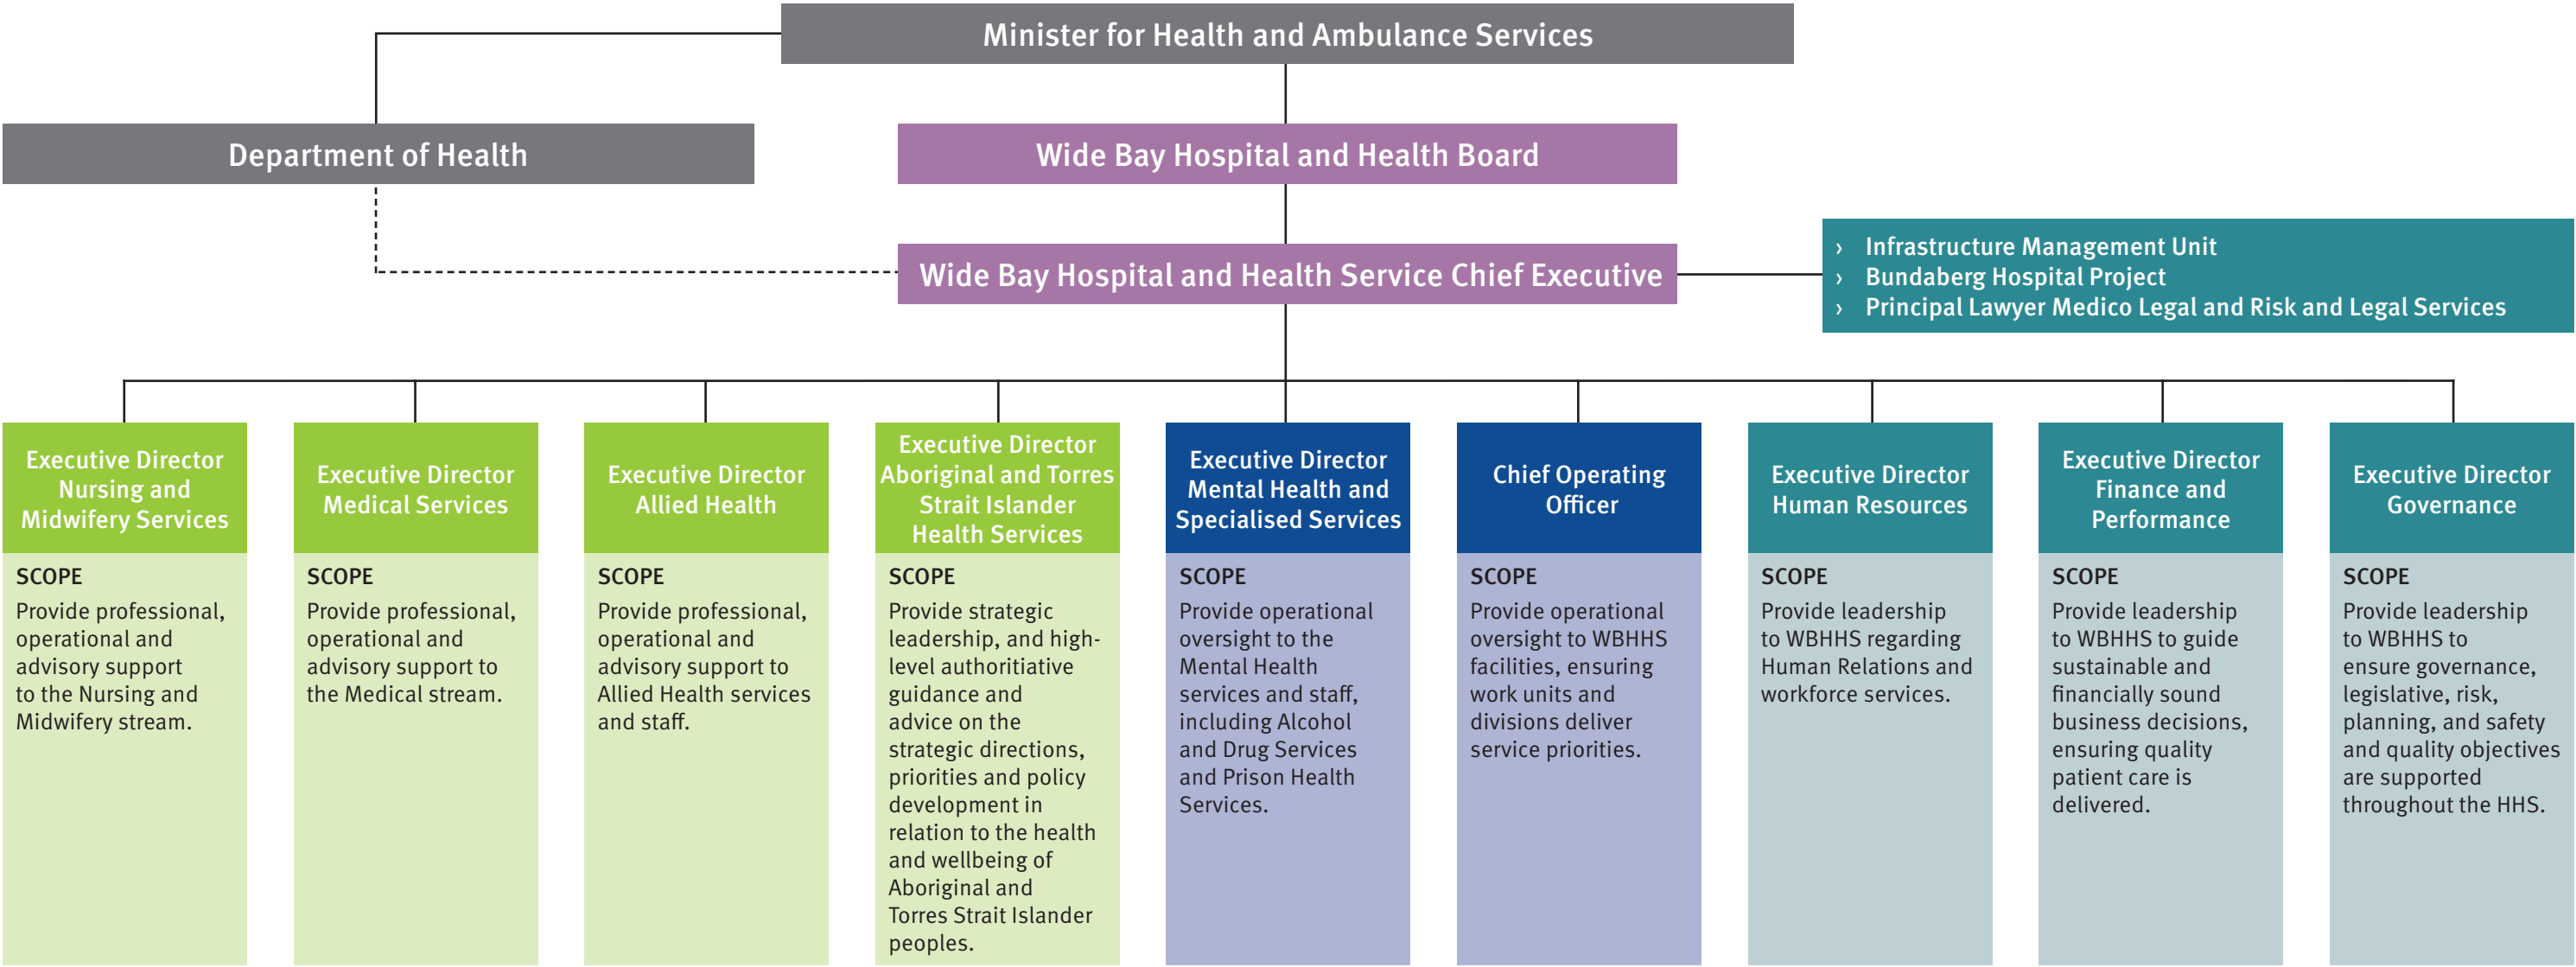 Minister for Health and Ambulance Services
Department of Health
Wide Bay Hospital and Health Board
Wide Bay Hospital and Health Service Chief Executive
› Infrastructure Management Unit
› Bundaberg Hospital Project
› Principal Lawyer Medico Legal and Risk and Legal Services
Executive Director
Nursing and
Midwifery Services
SCOPE
Provide professional,
operational and
advisory support
to the Nursing and
Midwifery stream.
Executive Director
Medical Services
SCOPE
Provide professional,
operational and
advisory support to
the Medical stream.
Executive Director
Allied Health
SCOPE
Provide professional,
operational and
advisory support to
Allied Health services
and staff.
Executive Director
Aboriginal and Torres
Strait Islander
Health Services
SCOPE
Provide strategic
leadership, and high-
level authoritiative
guidance and
advice on the
strategic directions,
priorities and policy
development in
relation to the health
and wellbeing of
Aboriginal and
Torres Strait Islander
peoples.
Executive Director
Mental Health and
Specialised Services
SCOPE
Provide operational
oversight to the
Mental Health
services and staff,
including Alcohol
and Drug Services
and Prison Health
Services.
Chief Operating
Officer
SCOPE
Provide operational
oversight to WBHHS
facilities, ensuring
work units and
divisions deliver
service priorities.
Executive Director
Human Resources
SCOPE
Provide leadership
to WBHHS regarding
Human Relations and
workforce services.
Executive Director
Finance and
Performance
SCOPE
Provide leadership
to WBHHS to guide
sustainable and
financially sound
business decisions,
ensuring quality
patient care is
delivered.
Executive Director
Governance
SCOPE
Provide leadership
to WBHHS to
ensure governance,
legislative, risk,
planning, and safety
and quality objectives
are supported
throughout the HHS.